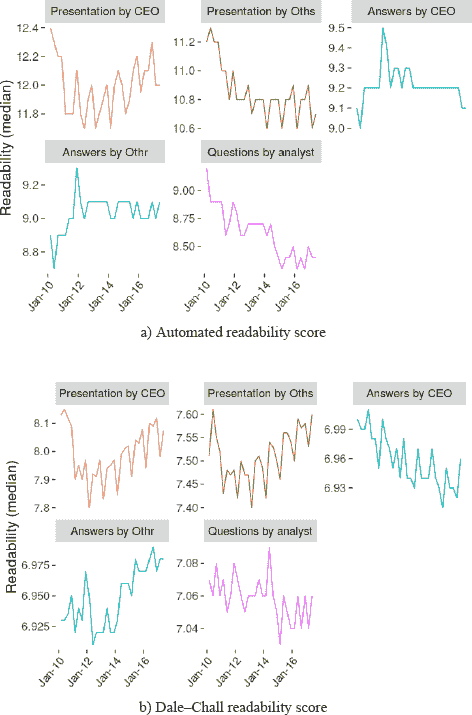 Presentation by CEO Presentation by Oths Answers by CEO
12.4 11.2 9.5
12.2 11.0 9.4
12.0 10.8 9.3
11.8 10.6 9.2
9.1
9.0
Readability (median)
Answers by Othr Questions by analyst
9.2 9.00
9.0 8.75
8.8 8.50
Jan-10 Jan-12 Jan-14 Jan-16 Jan-10 Jan-12 Jan-14 Jan-16
a) Automated readability score
Presentation by CEO Presentation by Oths Answers by CEO
8.1 7.60 6.99
8.0 7.55 6.96
7.9 7.50 6.93
7.8 7.45
7.40
Readability (median)
Answers by Othr Questions by analyst
6.975 7.08
6.950 7.06
6.925 7.04
Jan-10 Jan-12 Jan-14 Jan-16 Jan-10 Jan-12 Jan-14 Jan-16
b) Dale–Chall readability score